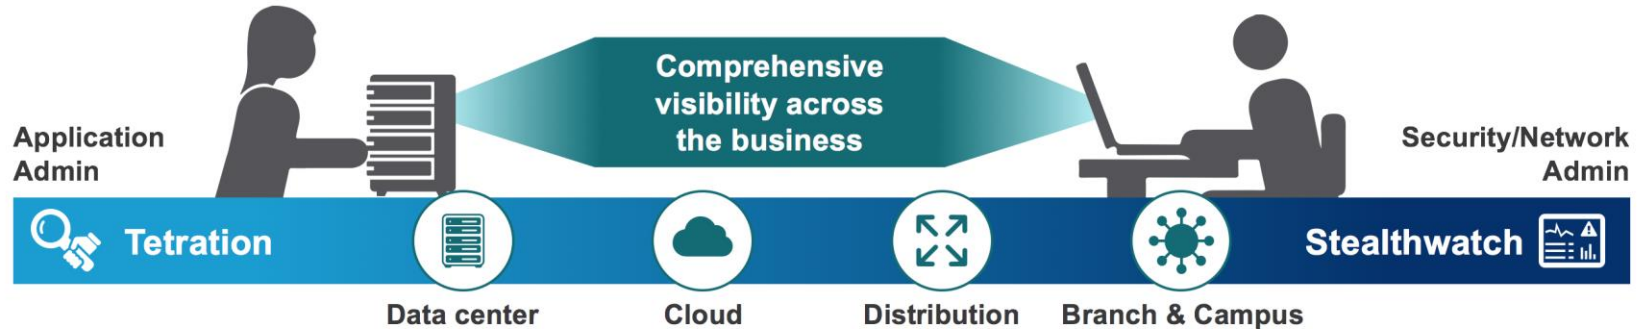 Comprehensive
visibility across
the business
Application
Admin
Security/Network
Admin
Tetration
Stealthwatch
Data center
Cloud
Distribution
Branch & Campus